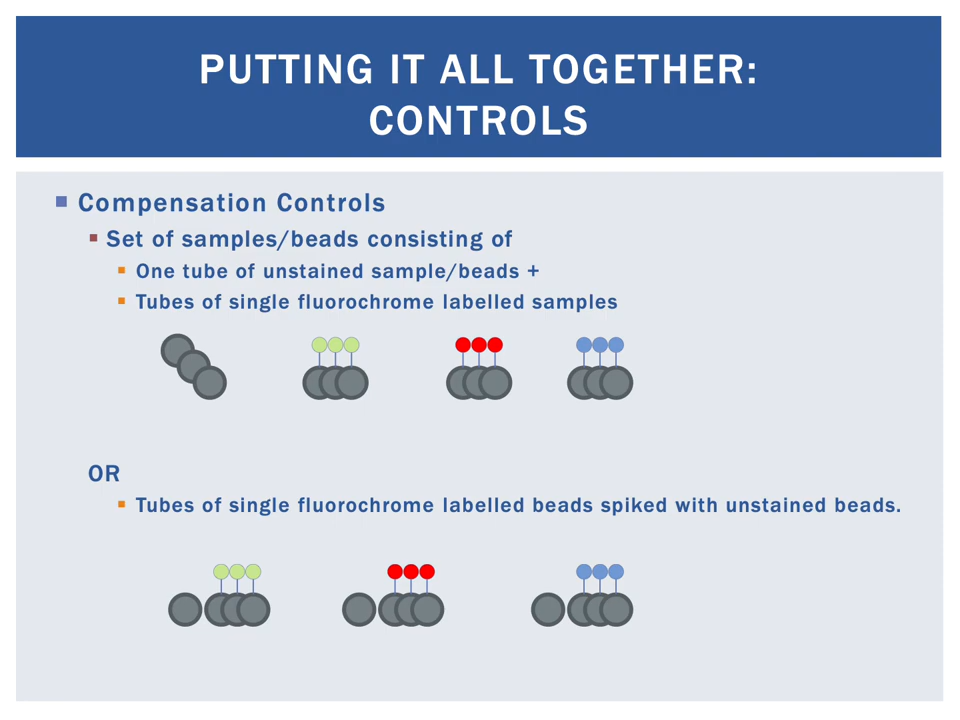 PUTTING IT ALL TOGETHER:
CONTROLS
Compensation Controls
Set of samples/beads consisting of
One tube of unstained sample/beads +
Tubes of single fluorochrome labelled samples
OR
Tubes of single fluorochrome labelled beads spiked with unstained beads.